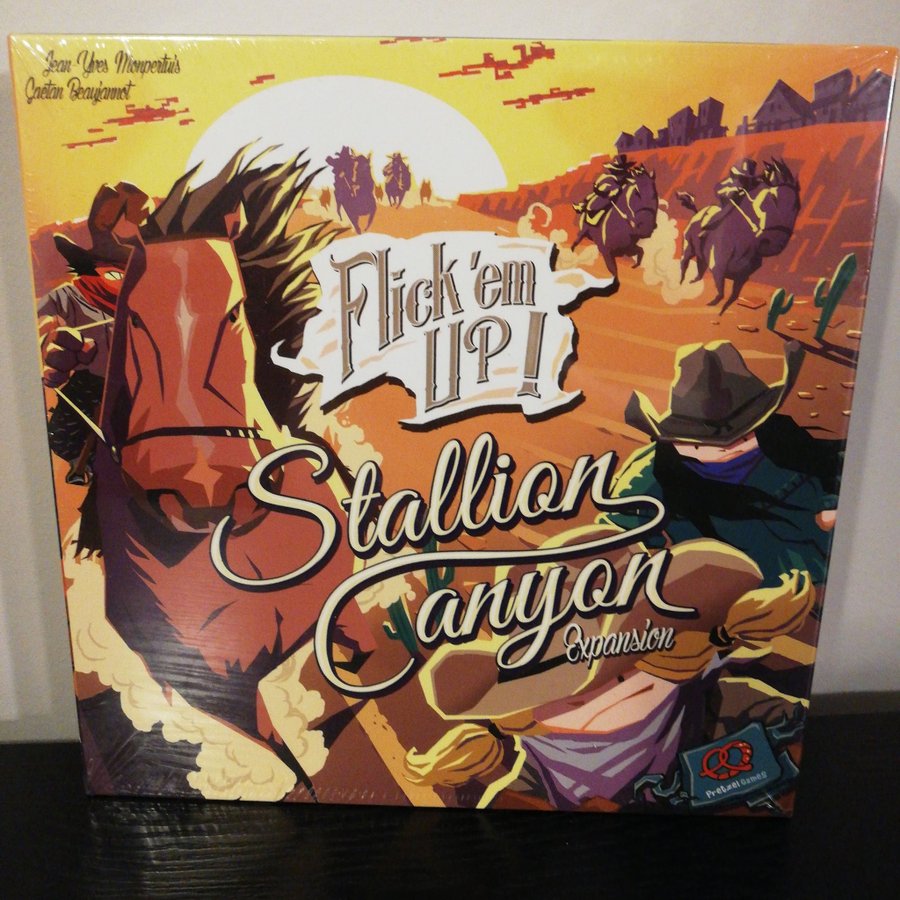 Jean-Yves Monpertuis
Gaëtan Beaujannot
Flick 'em
UP!
Stallion
Canyon
Expansion
Pretzel Games